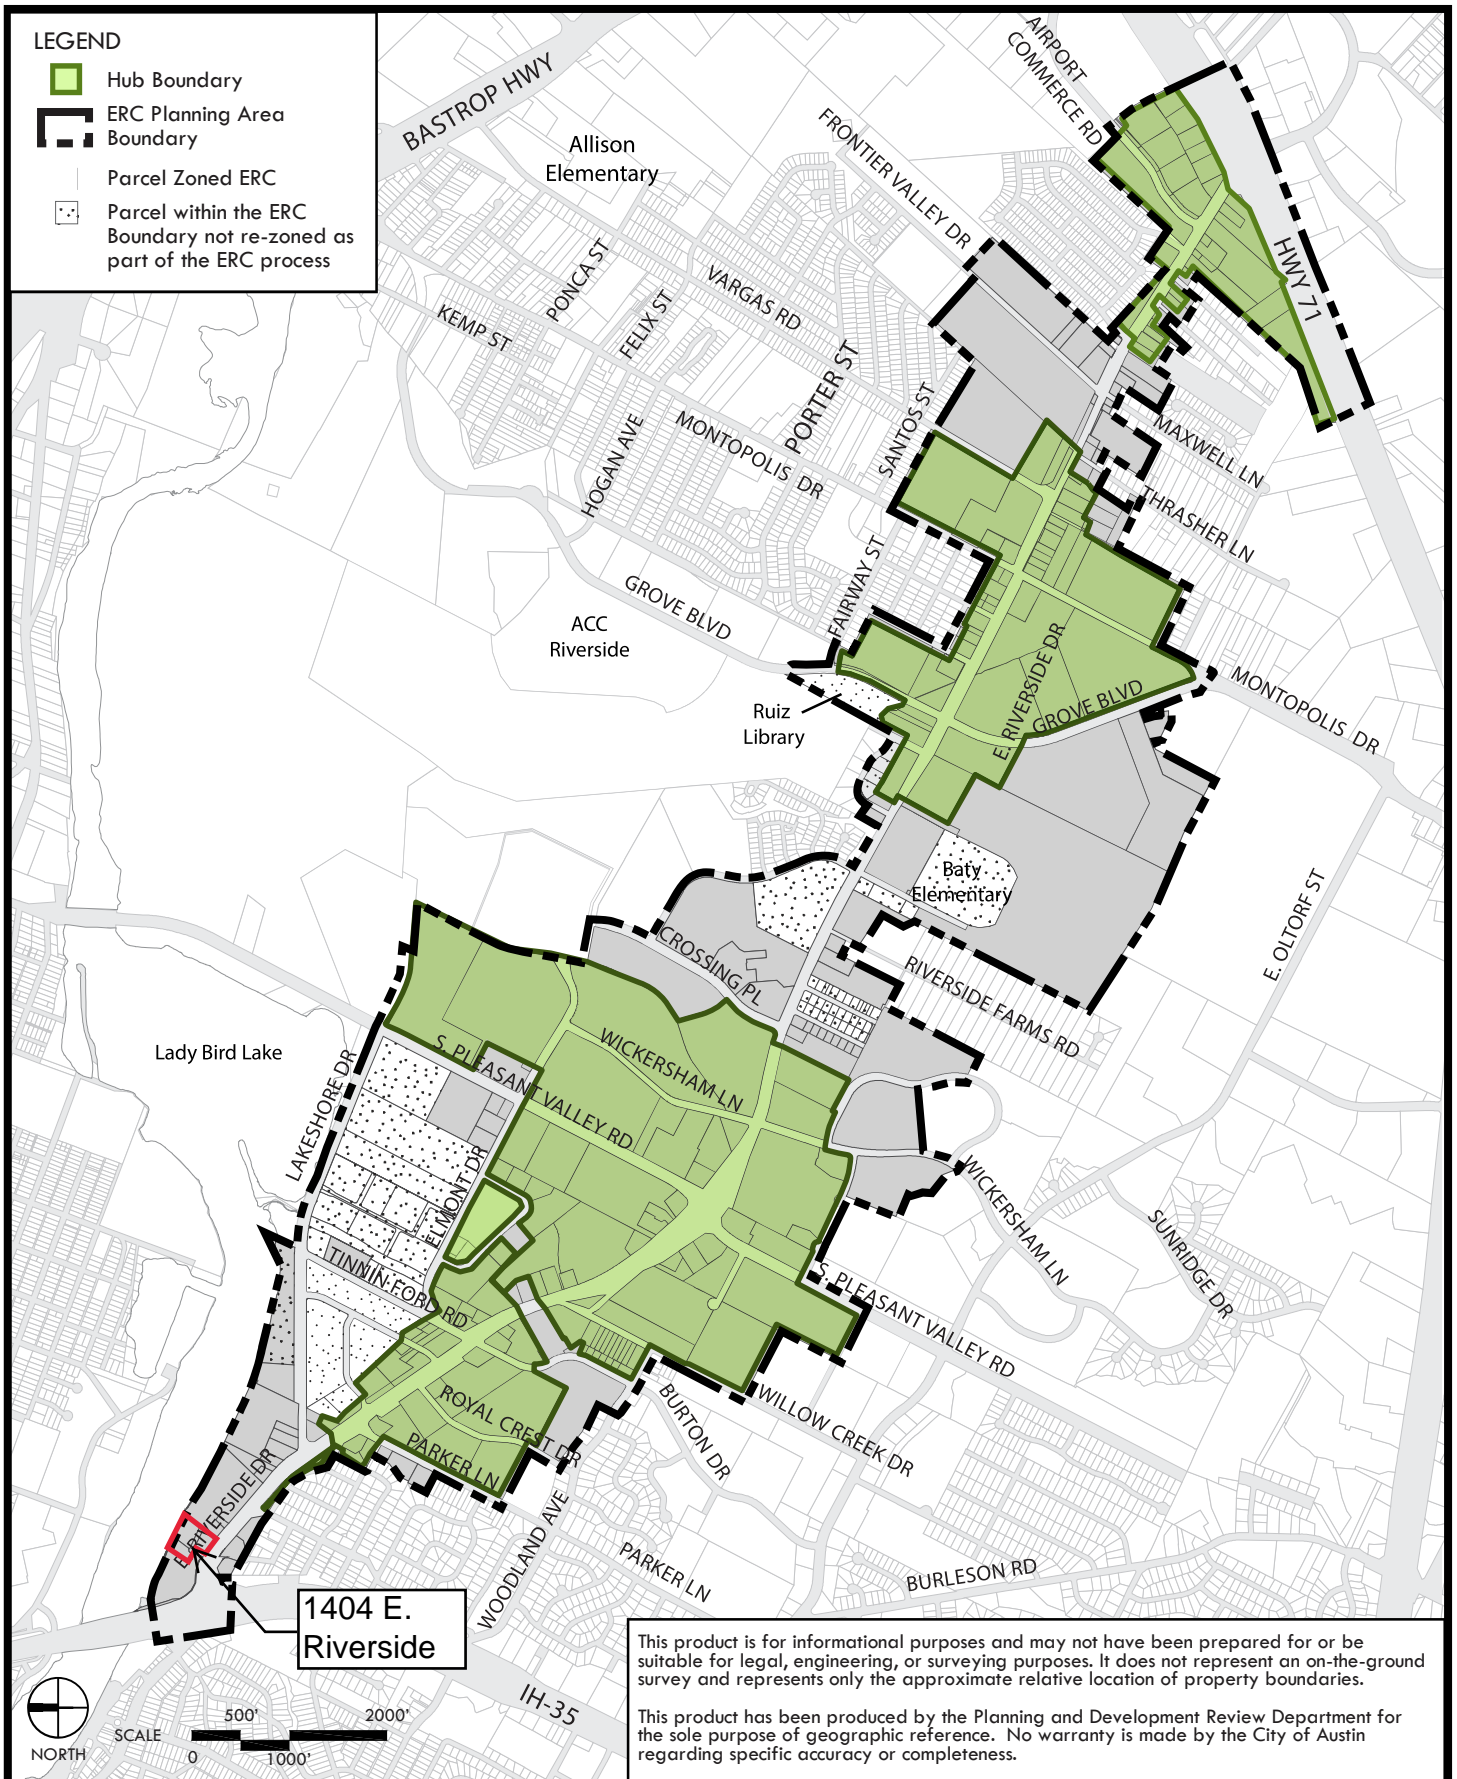 LEGEND
Hub Boundary
ERC Planning Area
Boundary
Parcel Zoned ERC
Parcel within the ERC
Boundary not re-zoned as
part of the ERC process
BASTROP HWY
AIRPORT
COMMERCE RD
Allison
Elementary
FRONTIER VALLEY DR
HWY 71
PONCA ST
VARGAS RD
KEMP ST
FELIX ST
PORTER ST
SANTOS ST
MONTOPOLIS DR
HOGAN AVE
MAXWELL LN
THRASHER LN
FAIRWAY ST
GROVE BLVD
ACC
Riverside
E. RIVERSIDE DR
GROVE BLVD
MONTOPOLIS DR
Ruiz
Library
Baty
Elementary
E. OLTORF ST
CROSSING PL
RIVERSIDE FARMS RD
Lady Bird Lake
LAKESHORE DR
S. PLEASANT VALLEY RD
WICKERSHAM LN
ELMONT DR
WICKERSHAM LN
SUNRIDGE DR
TINNIN FORD RD
S. PLEASANT VALLEY RD
ROYAL CREST DR
PARKER LN
BURTON DR
WILLOW CREEK DR
E. RIVERSIDE DR
WOODLAND AVE
PARKER LN
BURLESON RD
1404 E.
Riverside
IH-35
NORTH
SCALE
500'
2000'
0
1000'
This product is for informational purposes and may not have been prepared for or be
suitable for legal, engineering, or surveying purposes. It does not represent an on-the-ground
survey and represents only the approximate relative location of property boundaries.
This product has been produced by the Planning and Development Review Department for
the sole purpose of geographic reference. No warranty is made by the City of Austin
regarding specific accuracy or completeness.